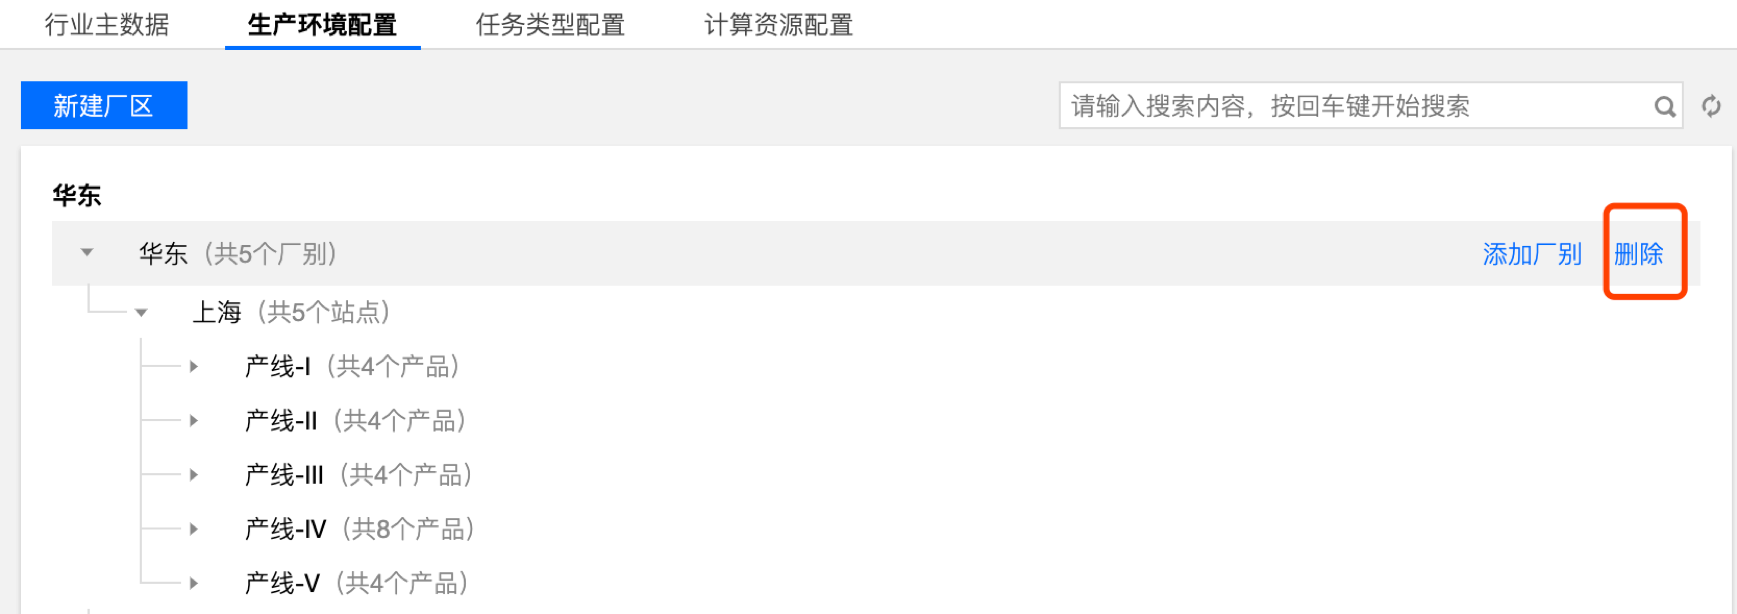 行业主数据 生产环境配置 任务类型配置 计算资源配置
新建厂区 请输入搜索内容，按回车键开始搜索
华东
华东（共5个厂别） 添加厂别 删除
上海（共5个站点）
产线-I（共4个产品）
产线-II（共4个产品）
产线-III（共4个产品）
产线-IV（共8个产品）
产线-V（共4个产品）